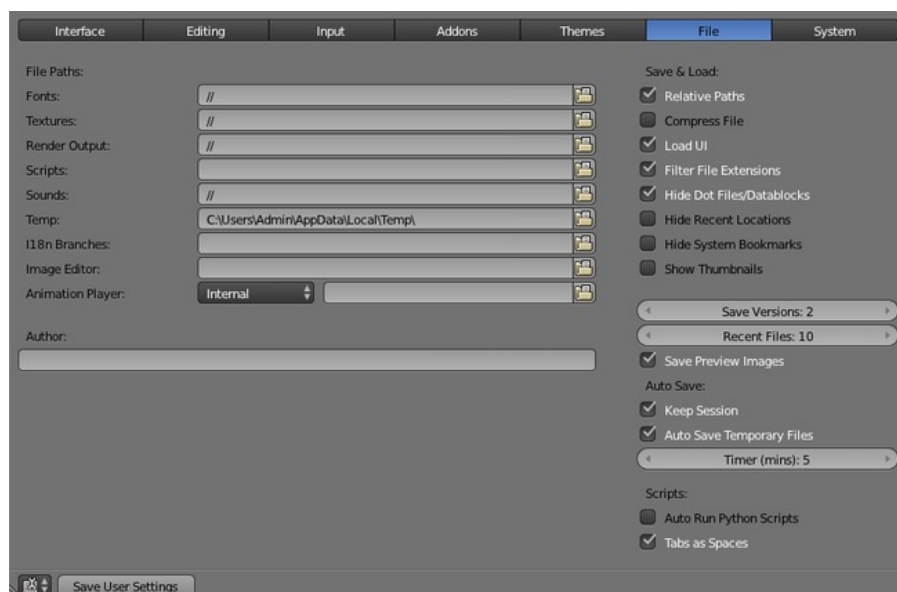 Interface Editing Input Addons Themes File System
File Paths:
Fonts: //
Textures: //
Render Output: //
Scripts:
Sounds: //
Temp: C:\Users\Admin\AppData\Local\Temp\
I18n Branches:
Image Editor:
Animation Player: Internal
Author:
Save & Load:
Relative Paths
Compress File
Load UI
Filter File Extensions
Hide Dot Files/Datablocks
Hide Recent Locations
Hide System Bookmarks
Show Thumbnails
Save Versions: 2
Recent Files: 10
Save Preview Images
Auto Save:
Keep Session
Auto Save Temporary Files
Timer (mins): 5
Scripts:
Auto Run Python Scripts
Tabs as Spaces
Save User Settings